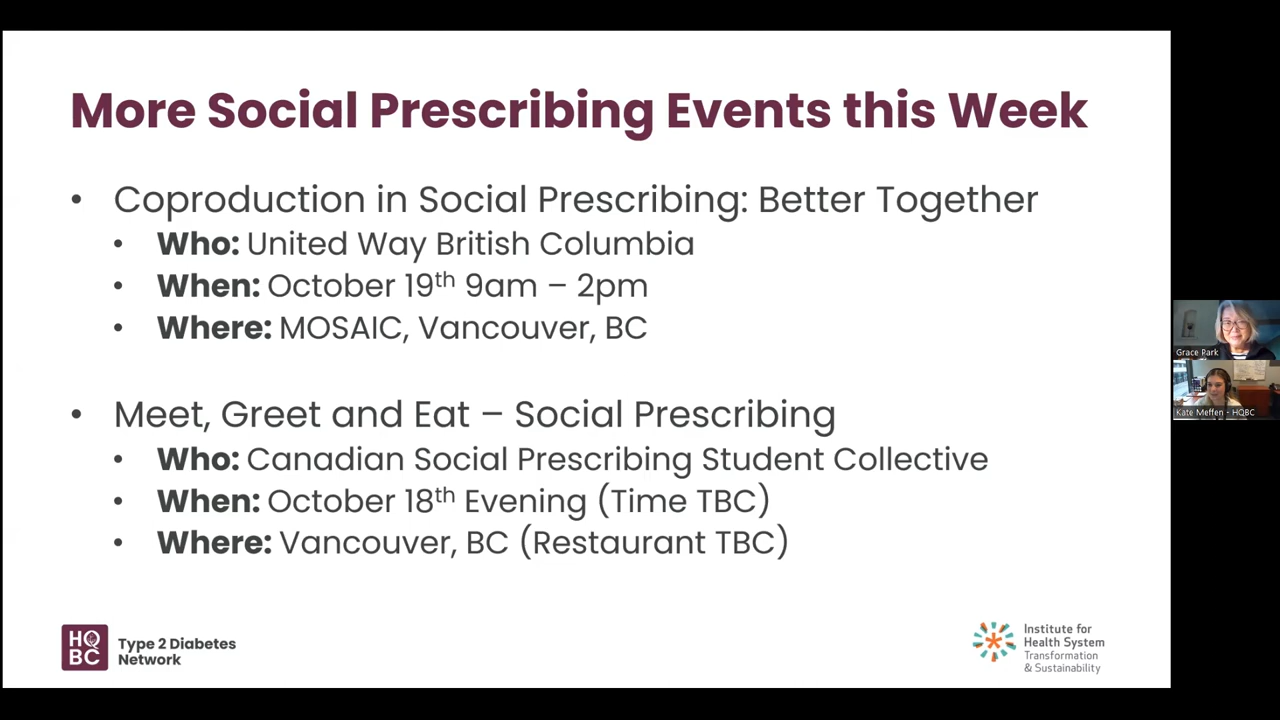 More Social Prescribing Events this Week
• Coproduction in Social Prescribing: Better Together
• Who: United Way British Columbia
• When: October 19th 9am – 2pm
• Where: MOSAIC, Vancouver, BC
• Meet, Greet and Eat – Social Prescribing
• Who: Canadian Social Prescribing Student Collective
• When: October 18th Evening (Time TBC)
• Where: Vancouver, BC (Restaurant TBC)
HQ
BC
Type 2 Diabetes
Network
Institute for
Health System
Transformation
& Sustainability
Grace Park
Kate Meffen - HQBC